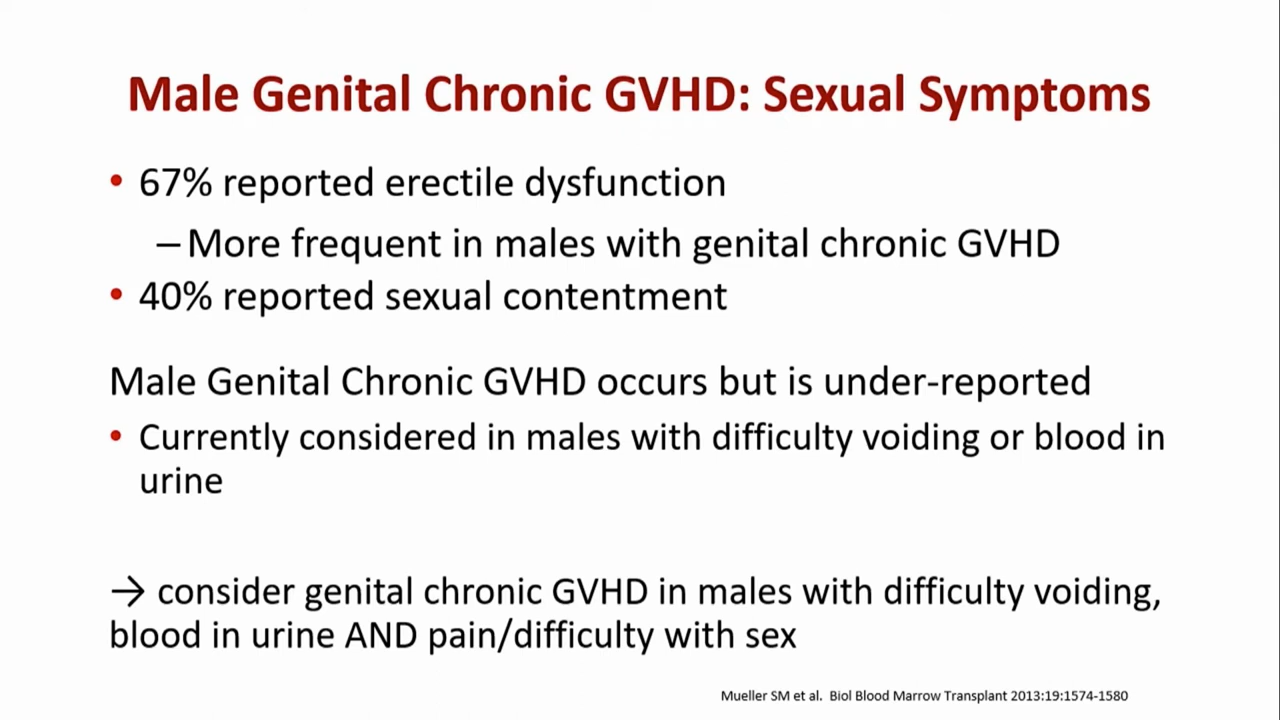 Male Genital Chronic GVHD: Sexual Symptoms
• 67% reported erectile dysfunction
– More frequent in males with genital chronic GVHD
• 40% reported sexual contentment
Male Genital Chronic GVHD occurs but is under-reported
• Currently considered in males with difficulty voiding or blood in
urine
→ consider genital chronic GVHD in males with difficulty voiding,
blood in urine AND pain/difficulty with sex
Mueller SM et al. Biol Blood Marrow Transplant 2013:19:1574-1580